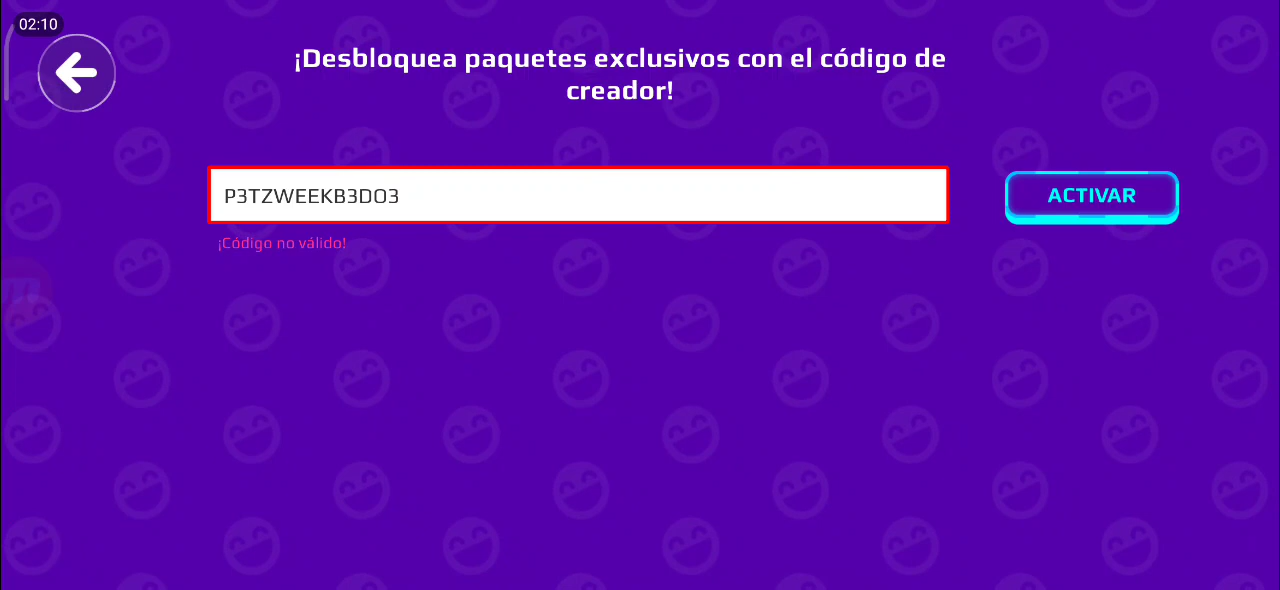 02:10
¡Desbloquea paquetes exclusivos con el código de
creador!
P3TZWEEKB3DO3
ACTIVAR
¡Código no válido!